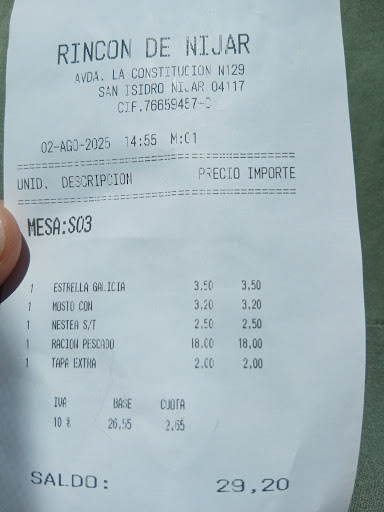 RINCON DE NIJAR
AVDA. LA CONSTITUCION N129
SAN ISIDRO NIJAR 04117
CIF.76659457-C
02-AGO-2025 14:55 M:01
UNID. DESCRIPCION PRECIO IMPORTE
MESA:S03
1 ESTRELLA GALICIA 3,50 3,50
1 MOSTO CON 3,20 3,20
1 NESTEA S/T 2,50 2,50
1 RACION PESCADO 18,00 18,00
1 TAPA EXTRA 2,00 2,00
IVA BASE CUOTA
10 % 26,55 2,65
SALDO: 29,20